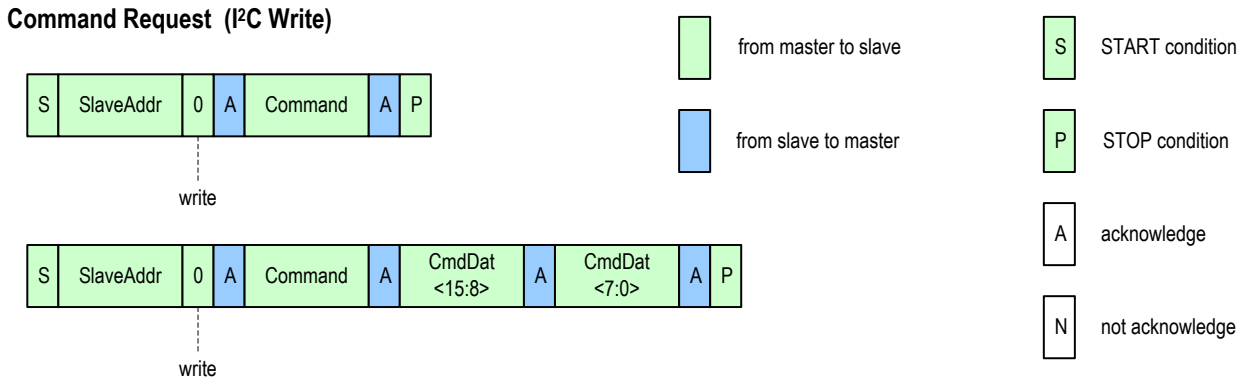 Command Request (I²C Write)
S SlaveAddr 0 A Command A P
write
S SlaveAddr 0 A Command A CmdDat <15:8> A CmdDat <7:0> A P
write
from master to slave
from slave to master
S START condition
P STOP condition
A acknowledge
N not acknowledge